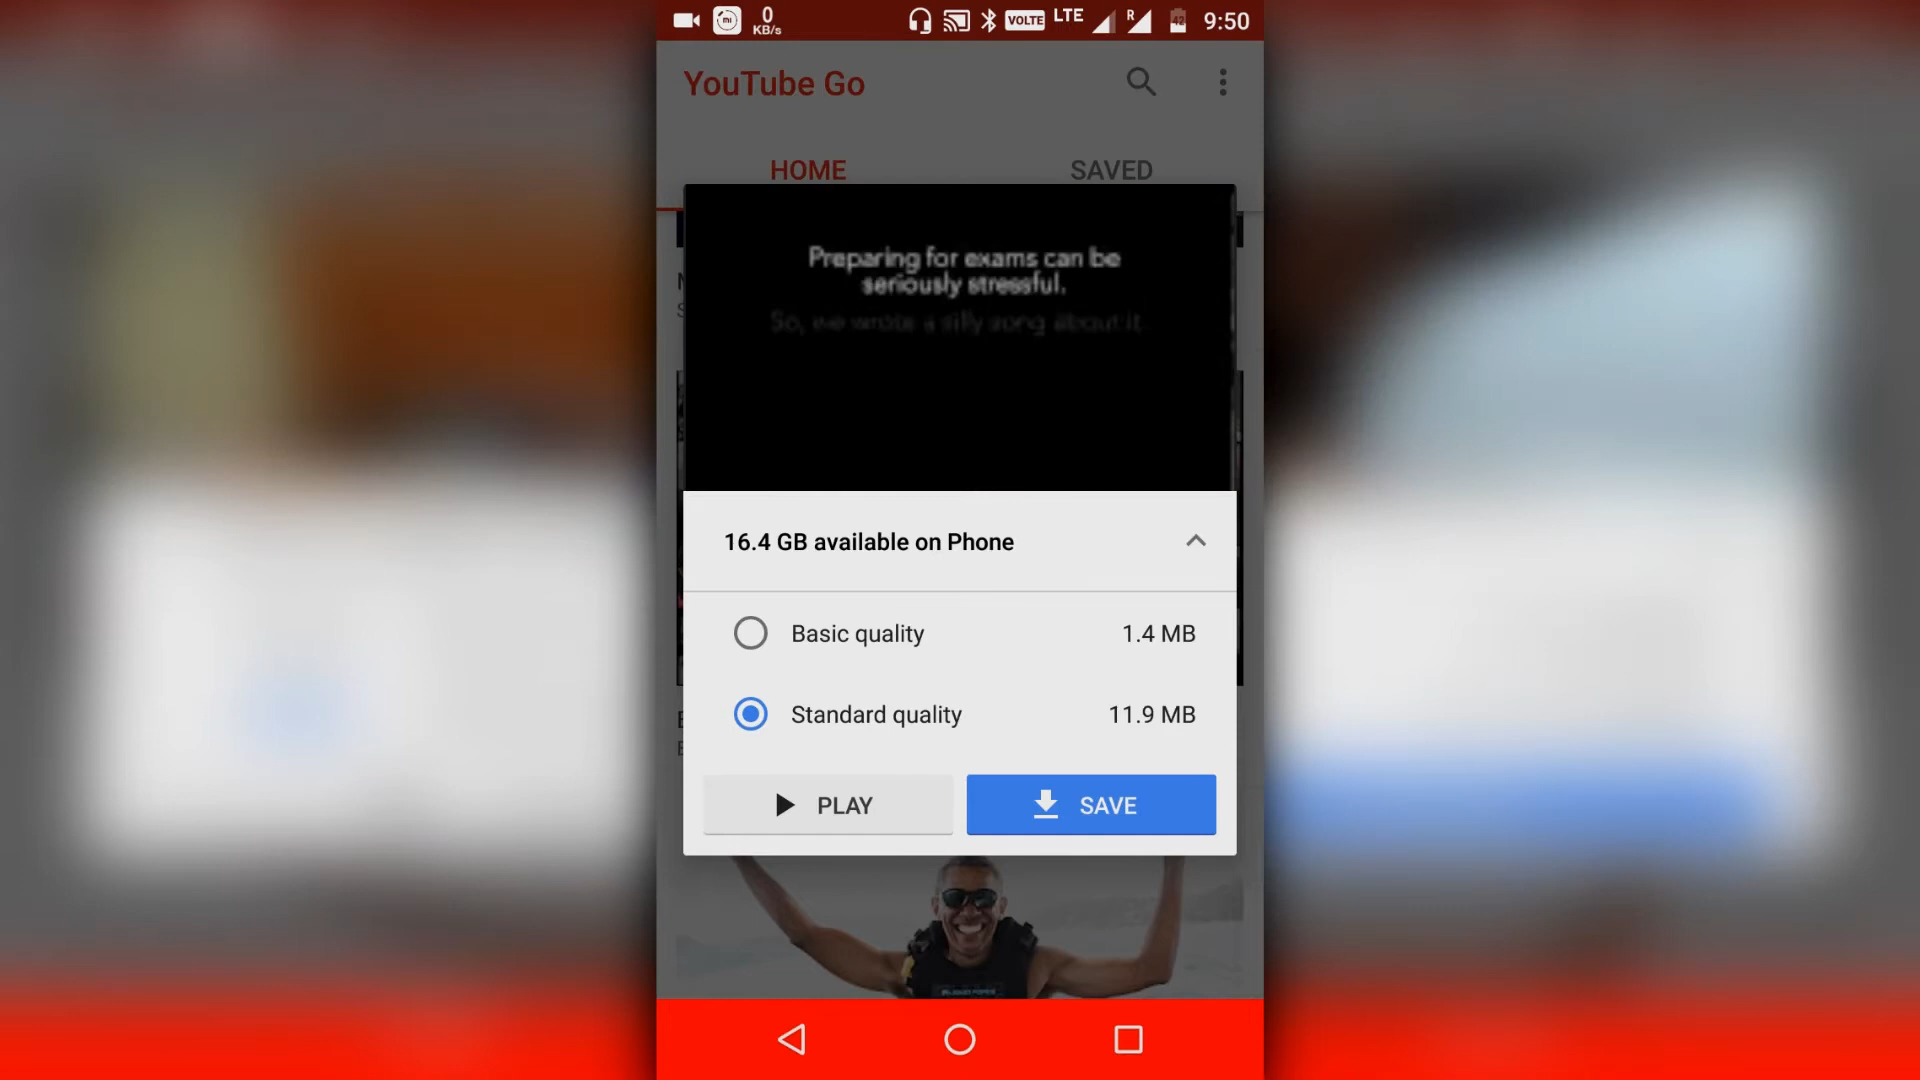 0
KB/s
VOLTE
LTE
R
42
9:50
YouTube Go
HOME
SAVED
Preparing for exams can be
seriously stressful.
So, we wrote a silly song about it.
16.4 GB available on Phone
Basic quality
1.4 MB
Standard quality
11.9 MB
PLAY
SAVE